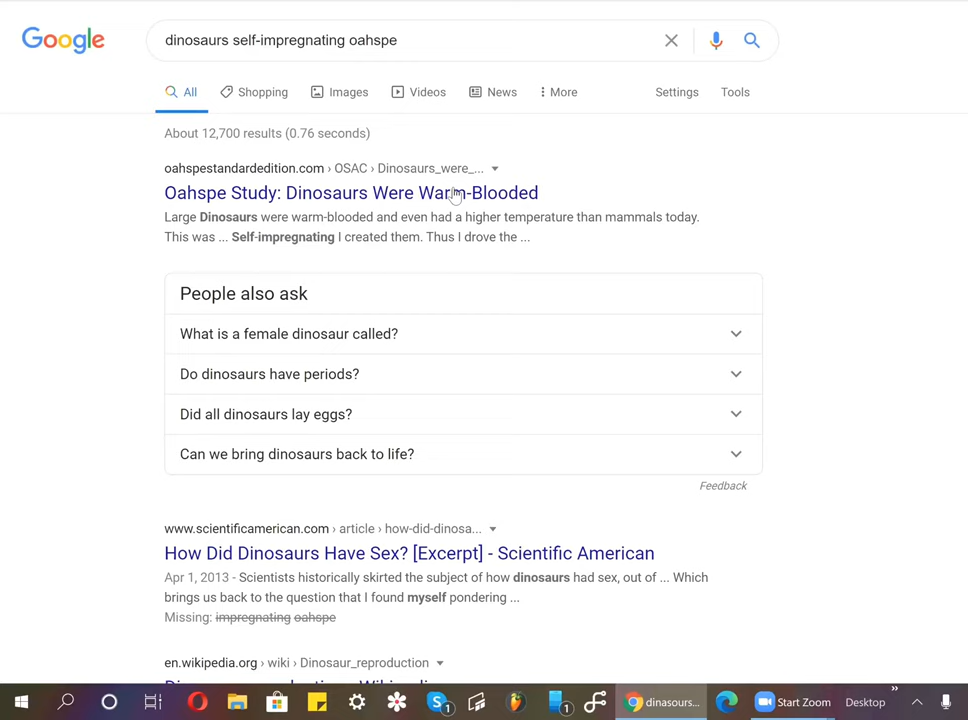 Google
dinosaurs self-impregnating oahspe
All Shopping Images Videos News More Settings Tools
About 12,700 results (0.76 seconds)
oahspestandardedition.com › OSAC › Dinosaurs_were_...
Oahspe Study: Dinosaurs Were Warm-Blooded
Large Dinosaurs were warm-blooded and even had a higher temperature than mammals today.
This was ... Self-impregnating I created them. Thus I drove the ...
People also ask
What is a female dinosaur called?
Do dinosaurs have periods?
Did all dinosaurs lay eggs?
Can we bring dinosaurs back to life?
Feedback
www.scientificamerican.com › article › how-did-dinosa...
How Did Dinosaurs Have Sex? [Excerpt] - Scientific American
Apr 1, 2013 - Scientists historically skirted the subject of how dinosaurs had sex, out of ... Which
brings us back to the question that I found myself pondering ...
Missing: impregnating oahspe
en.wikipedia.org › wiki › Dinosaur_reproduction
1 1 dinasours... Start Zoom Desktop »